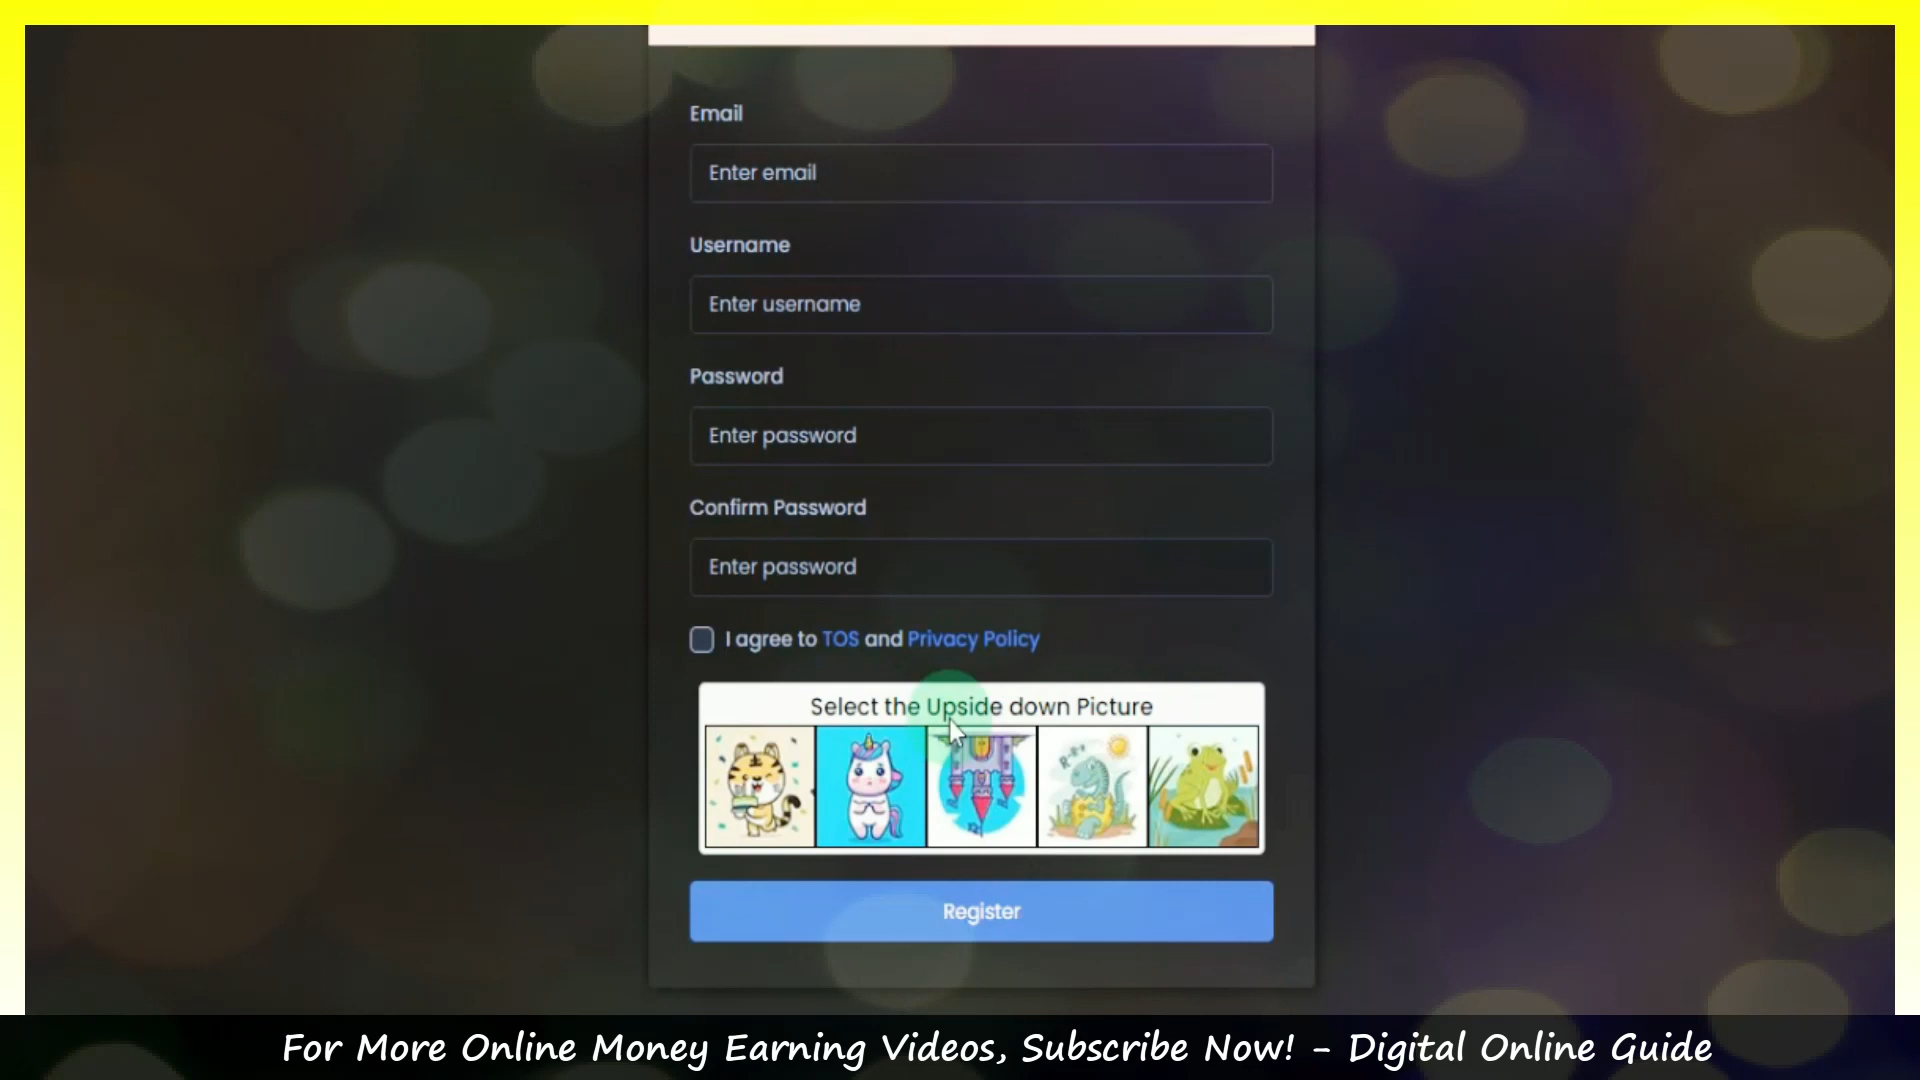 Email
Enter email
Username
Enter username
Password
Enter password
Confirm Password
Enter password
I agree to TOS and Privacy Policy
Select the Upside down Picture
Register
For More Online Money Earning Videos, Subscribe Now! - Digital Online Guide